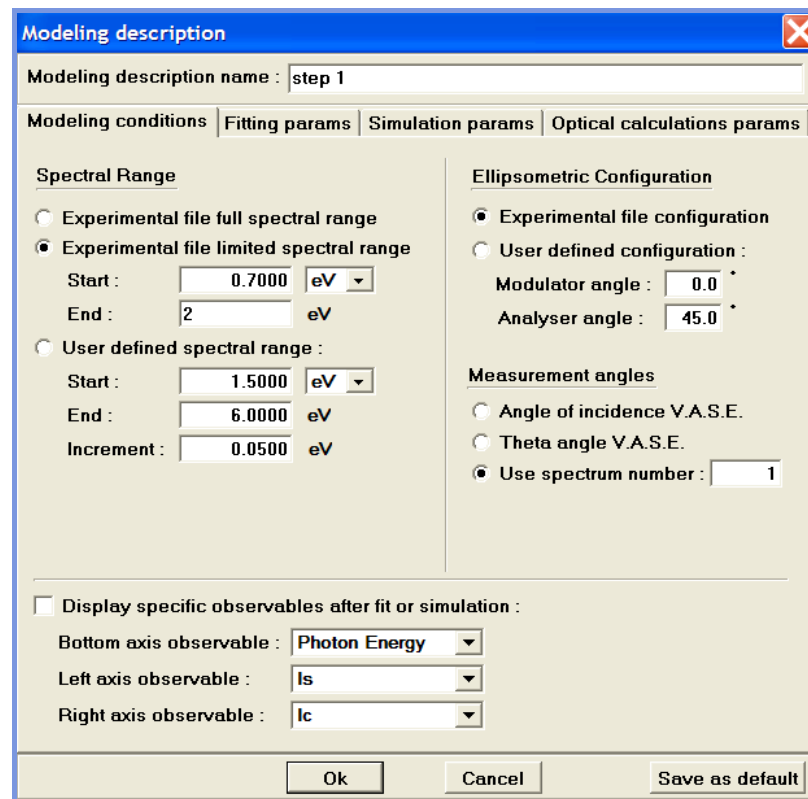 Modeling description
Modeling description name : step 1
Modeling conditions Fitting params Simulation params Optical calculations params
Spectral Range
Experimental file full spectral range
Experimental file limited spectral range
Start : 0.7000 eV
End : 2 eV
User defined spectral range :
Start : 1.5000 eV
End : 6.0000 eV
Increment : 0.0500 eV
Ellipsometric Configuration
Experimental file configuration
User defined configuration :
Modulator angle : 0.0 °
Analyser angle : 45.0 °
Measurement angles
Angle of incidence V.A.S.E.
Theta angle V.A.S.E.
Use spectrum number : 1
Display specific observables after fit or simulation :
Bottom axis observable : Photon Energy
Left axis observable : Is
Right axis observable : Ic
Ok Cancel Save as default